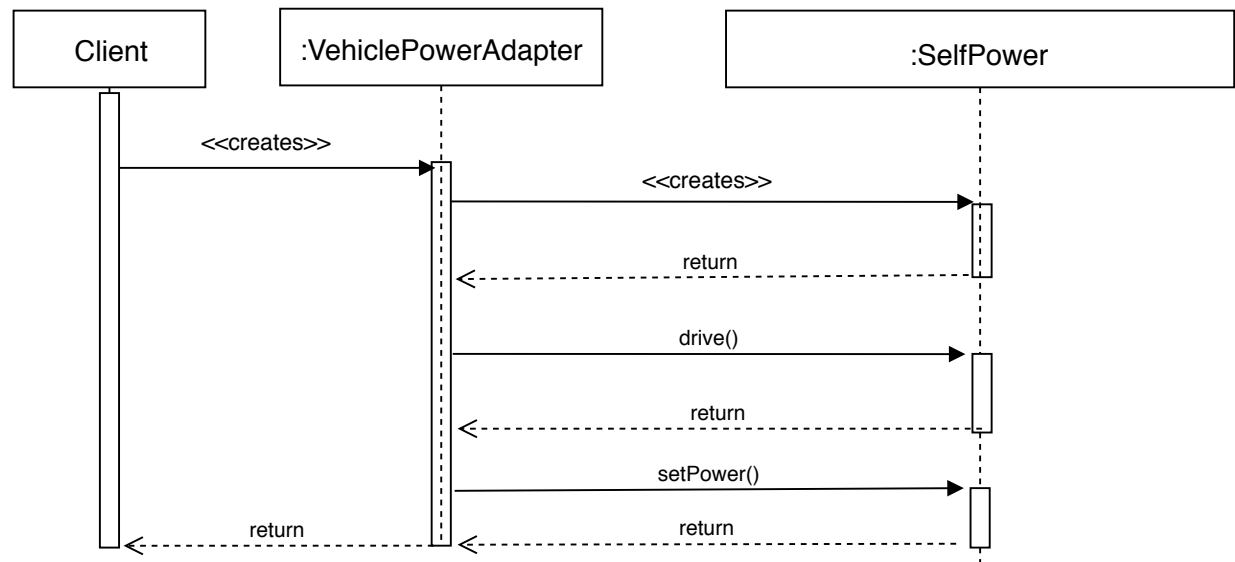 Client
:VehiclePowerAdapter
:SelfPower
<<creates>>
<<creates>>
return
drive()
return
setPower()
return
return